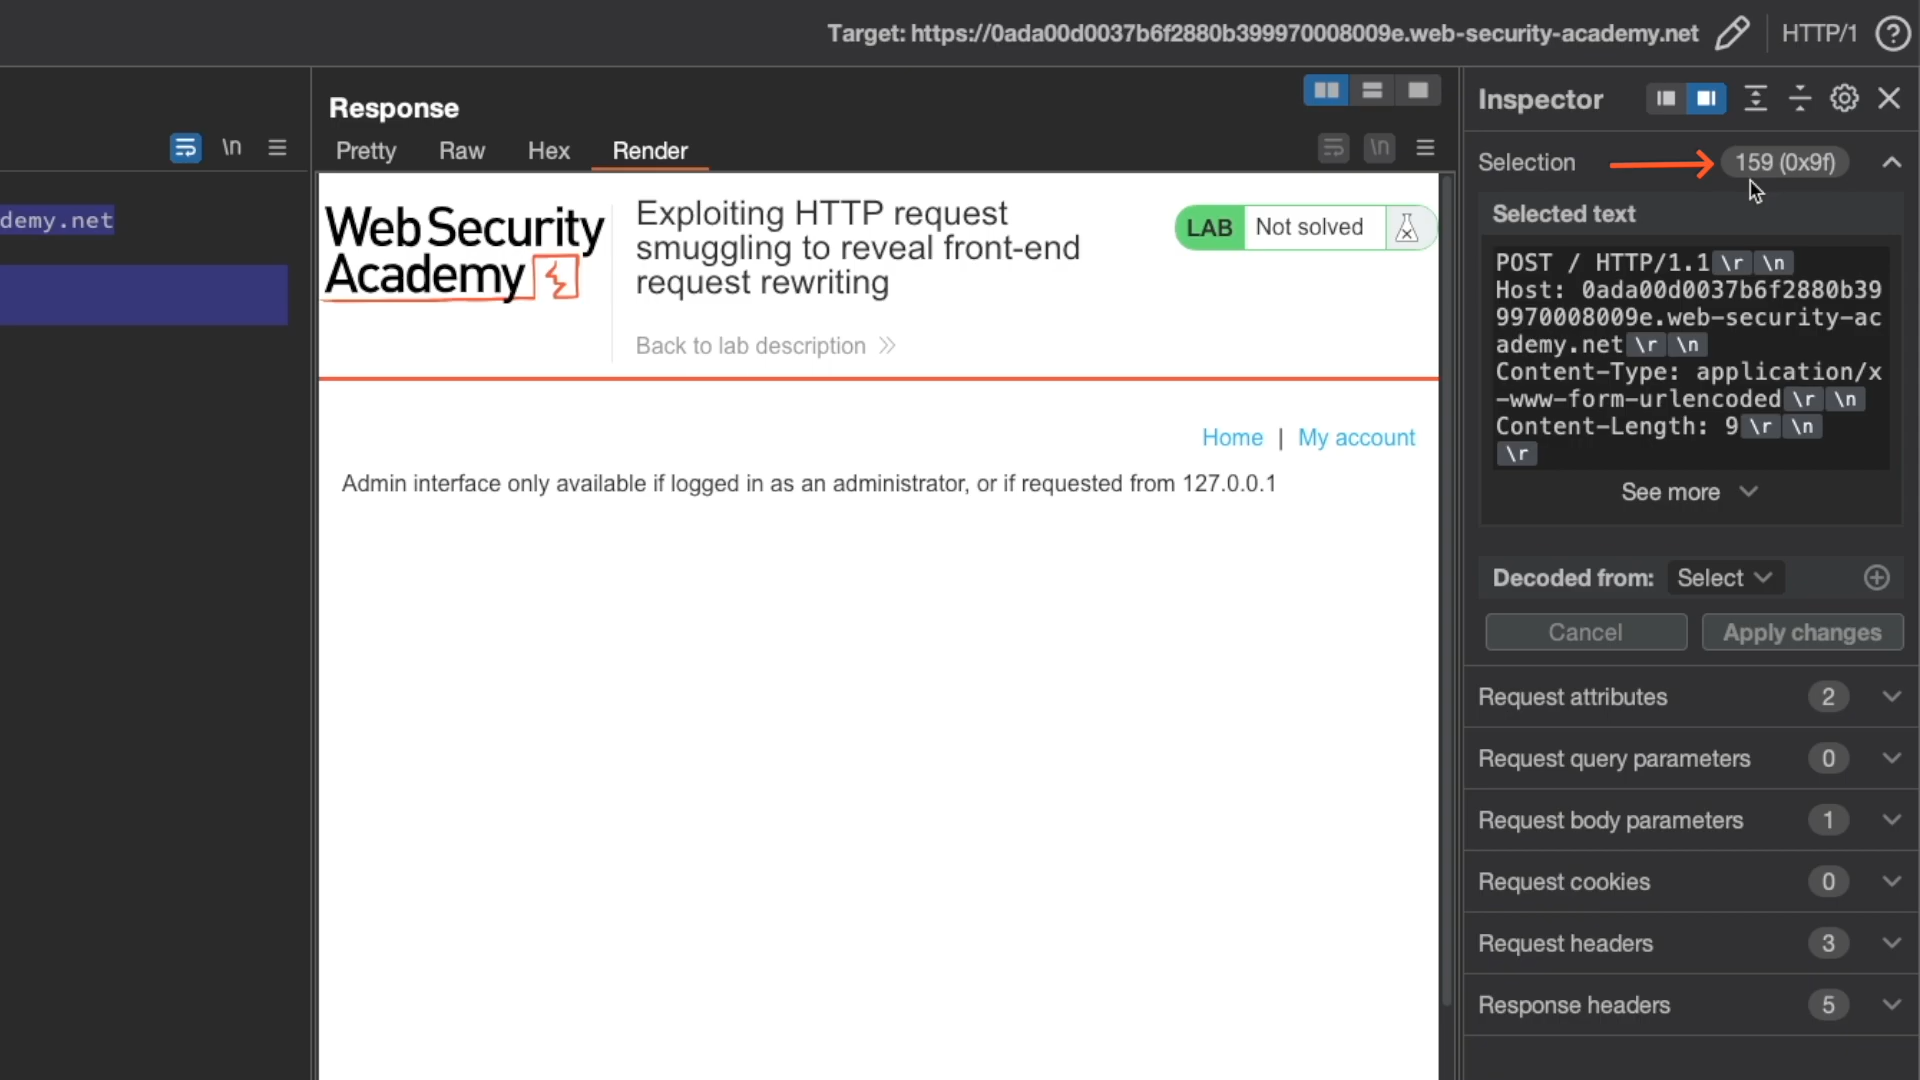 Target: https://0ada00d0037b6f2880b399970008009e.web-security-academy.net
HTTP/1
Response
Inspector
\n
Pretty
Raw
Hex
Render
\n
Selection
159 (0x9f)
demy.net
WebSecurity
Academy
Exploiting HTTP request
smuggling to reveal front-end
request rewriting
LAB
Not solved
Back to lab description
Home | My account
Admin interface only available if logged in as an administrator, or if requested from 127.0.0.1
Selected text
POST / HTTP/1.1 \r \n
Host: 0ada00d0037b6f2880b39
9970008009e.web-security-ac
ademy.net \r \n
Content-Type: application/x
-www-form-urlencoded \r \n
Content-Length: 9 \r \n
\r
See more
Decoded from: Select
Cancel
Apply changes
Request attributes 2
Request query parameters 0
Request body parameters 1
Request cookies 0
Request headers 3
Response headers 5